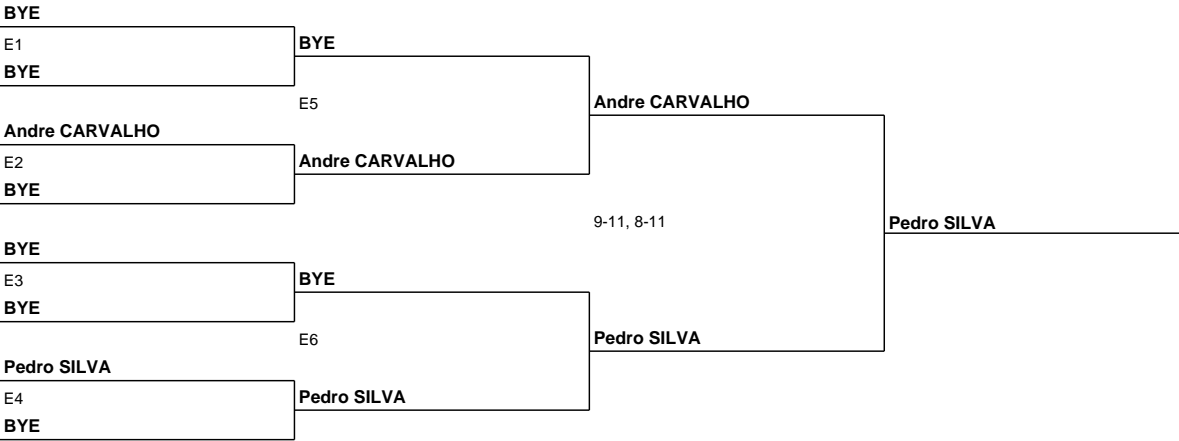 BYE
E1
BYE
BYE
E5
Andre CARVALHO
Andre CARVALHO
E2
Andre CARVALHO
BYE
9-11, 8-11
Pedro SILVA
BYE
E3
BYE
BYE
E6
Pedro SILVA
Pedro SILVA
E4
Pedro SILVA
BYE